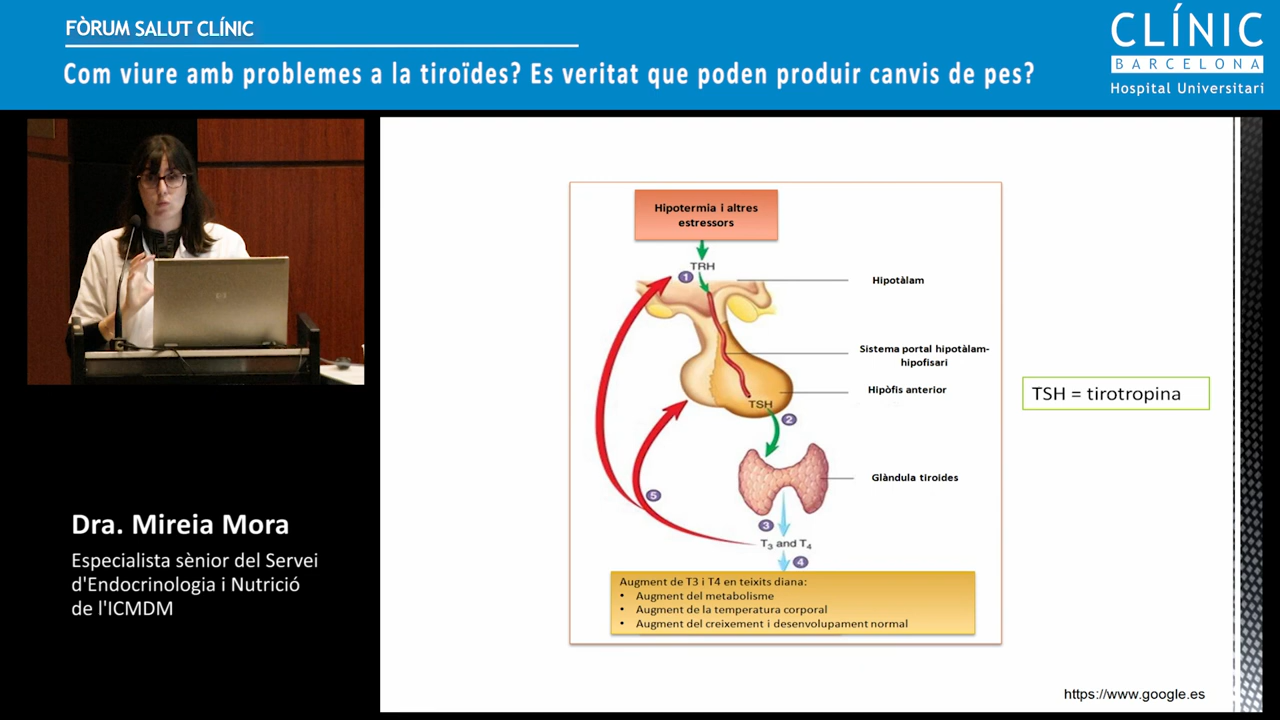 FÒRUM SALUT CLÍNIC
Com viure amb problemes a la tiroïdes? Es veritat que poden produir canvis de pes?
CLÍNIC
BARCELONA
Hospital Universitari
Hipotermia i altres
estressors
TRH
1
Hipotàlam
Sistema portal hipotàlam-
hipofisari
Hipòfis anterior
TSH
2
TSH = tirotropina
Glàndula tiroides
5
3
T3 and T4
4
Augment de T3 i T4 en teixits diana:
• Augment del metabolisme
• Augment de la temperatura corporal
• Augment del creixement i desenvolupament normal
Dra. Mireia Mora
Especialista sènior del Servei
d'Endocrinologia i Nutrició
de l'ICMDM
https://www.google.es